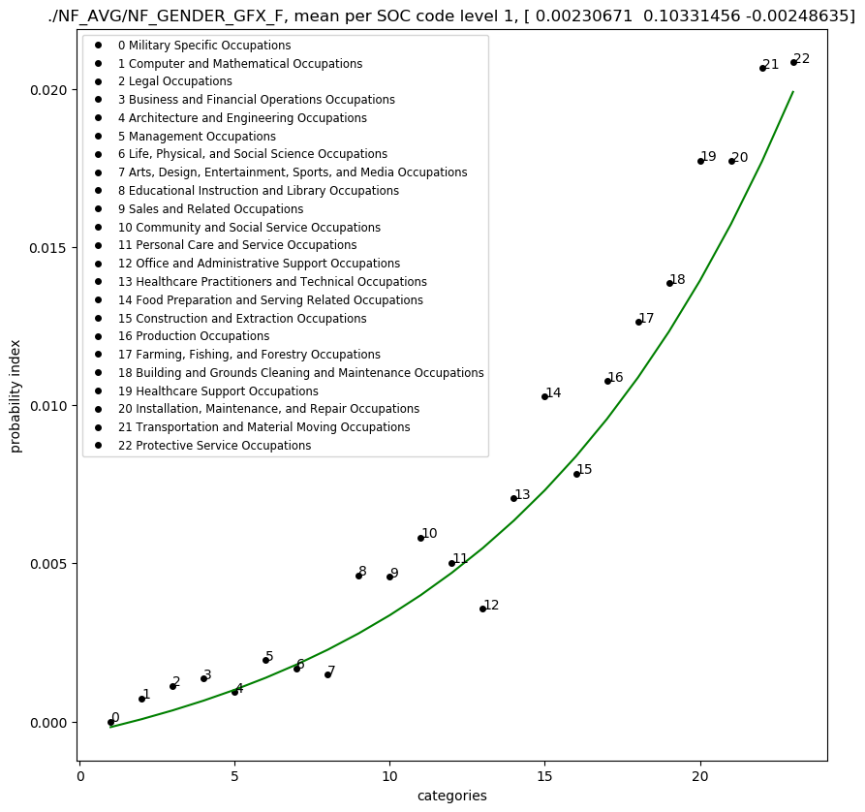 ./NF_AVG/NF_GENDER_GFX_F, mean per SOC code level 1, [ 0.00230671  0.10331456 -0.00248635]
0 Military Specific Occupations
1 Computer and Mathematical Occupations
2 Legal Occupations
3 Business and Financial Operations Occupations
4 Architecture and Engineering Occupations
5 Management Occupations
6 Life, Physical, and Social Science Occupations
7 Arts, Design, Entertainment, Sports, and Media Occupations
8 Educational Instruction and Library Occupations
9 Sales and Related Occupations
10 Community and Social Service Occupations
11 Personal Care and Service Occupations
12 Office and Administrative Support Occupations
13 Healthcare Practitioners and Technical Occupations
14 Food Preparation and Serving Related Occupations
15 Construction and Extraction Occupations
16 Production Occupations
17 Farming, Fishing, and Forestry Occupations
18 Building and Grounds Cleaning and Maintenance Occupations
19 Healthcare Support Occupations
20 Installation, Maintenance, and Repair Occupations
21 Transportation and Material Moving Occupations
22 Protective Service Occupations
0.020
0.015
0.010
0.005
0.000
probability index
0
1
2
3
4
5
6
7
8
9
10
11
12
13
14
15
16
17
18
19
20
21
22
0
5
10
15
20
categories